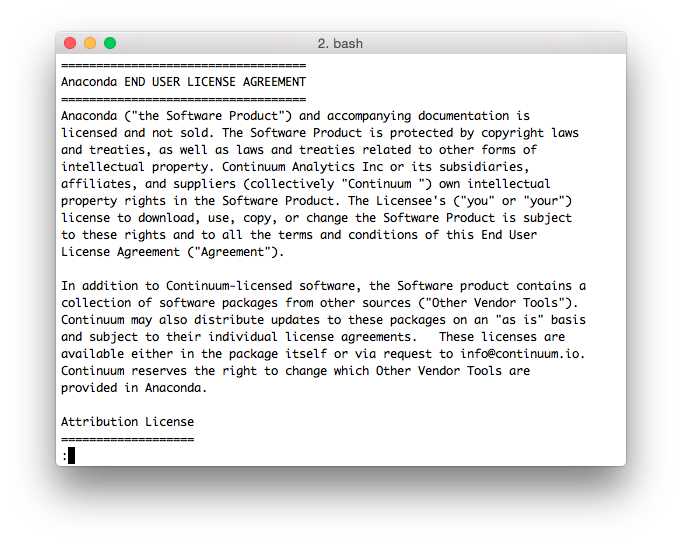 2. bash
===================================
Anaconda END USER LICENSE AGREEMENT
===================================
Anaconda ("the Software Product") and accompanying documentation is
licensed and not sold. The Software Product is protected by copyright laws
and treaties, as well as laws and treaties related to other forms of
intellectual property. Continuum Analytics Inc or its subsidiaries,
affiliates, and suppliers (collectively "Continuum ") own intellectual
property rights in the Software Product. The Licensee's ("you" or "your")
license to download, use, copy, or change the Software Product is subject
to these rights and to all the terms and conditions of this End User
License Agreement ("Agreement").

In addition to Continuum-licensed software, the Software product contains a
collection of software packages from other sources ("Other Vendor Tools").
Continuum may also distribute updates to these packages on an "as is" basis
and subject to their individual license agreements.   These licenses are
available either in the package itself or via request to info@continuum.io.
Continuum reserves the right to change which Other Vendor Tools are
provided in Anaconda.

Attribution License
===================
: